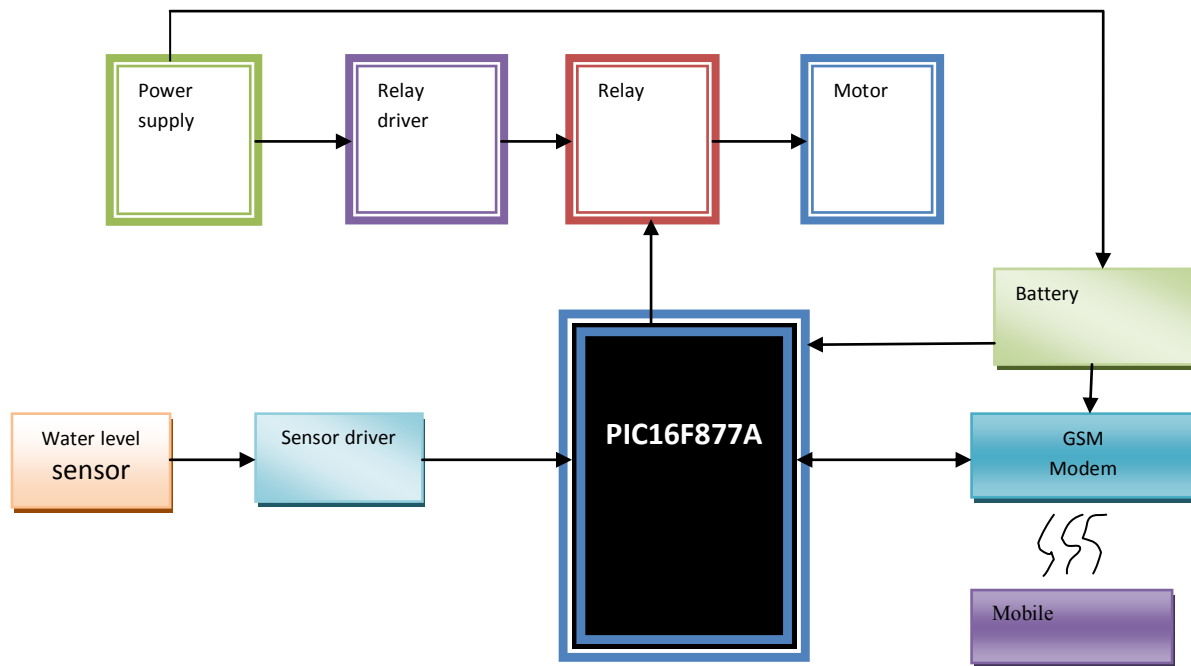 Power
supply
Relay
driver
Relay
Motor
Battery
Water level
sensor
Sensor driver
PIC16F877A
GSM
Modem
Mobile